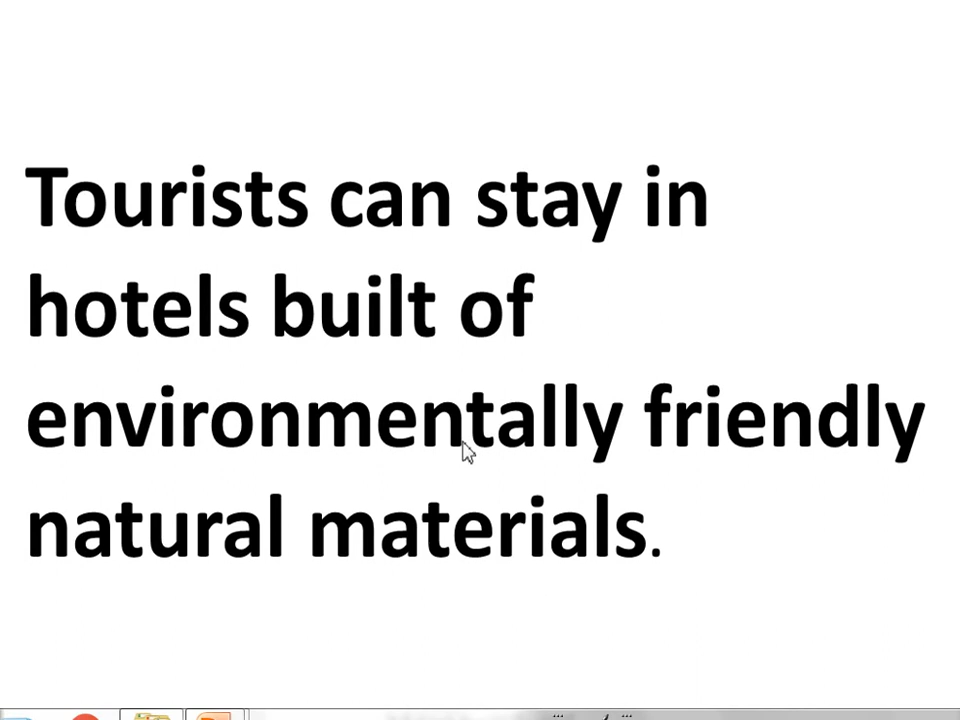 Tourists can stay in
hotels built of
environmentally friendly
natural materials.